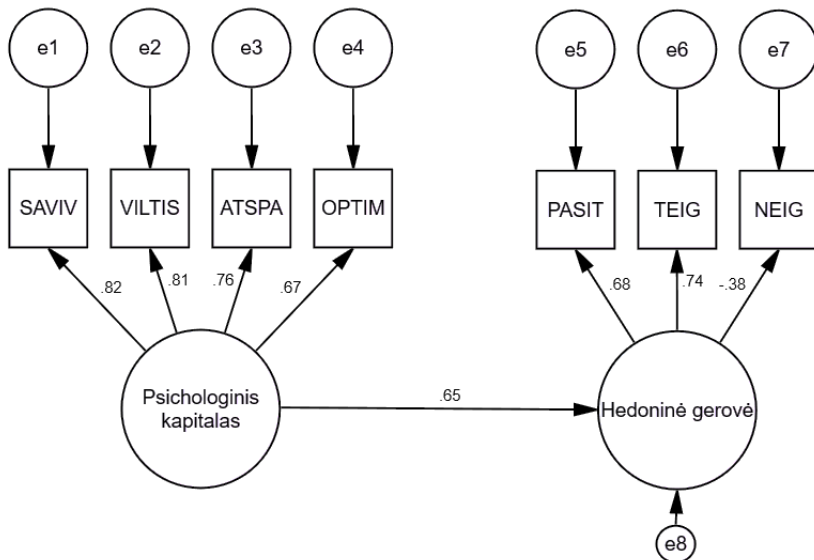 e1
e2
e3
e4
e5
e6
e7
SAVIV
VILTIS
ATSPA
OPTIM
PASIT
TEIG
NEIG
.82
.81
.76
.67
.68
.74
-.38
Psichologinis
kapitalas
.65
Hedoninė gerovė
e8